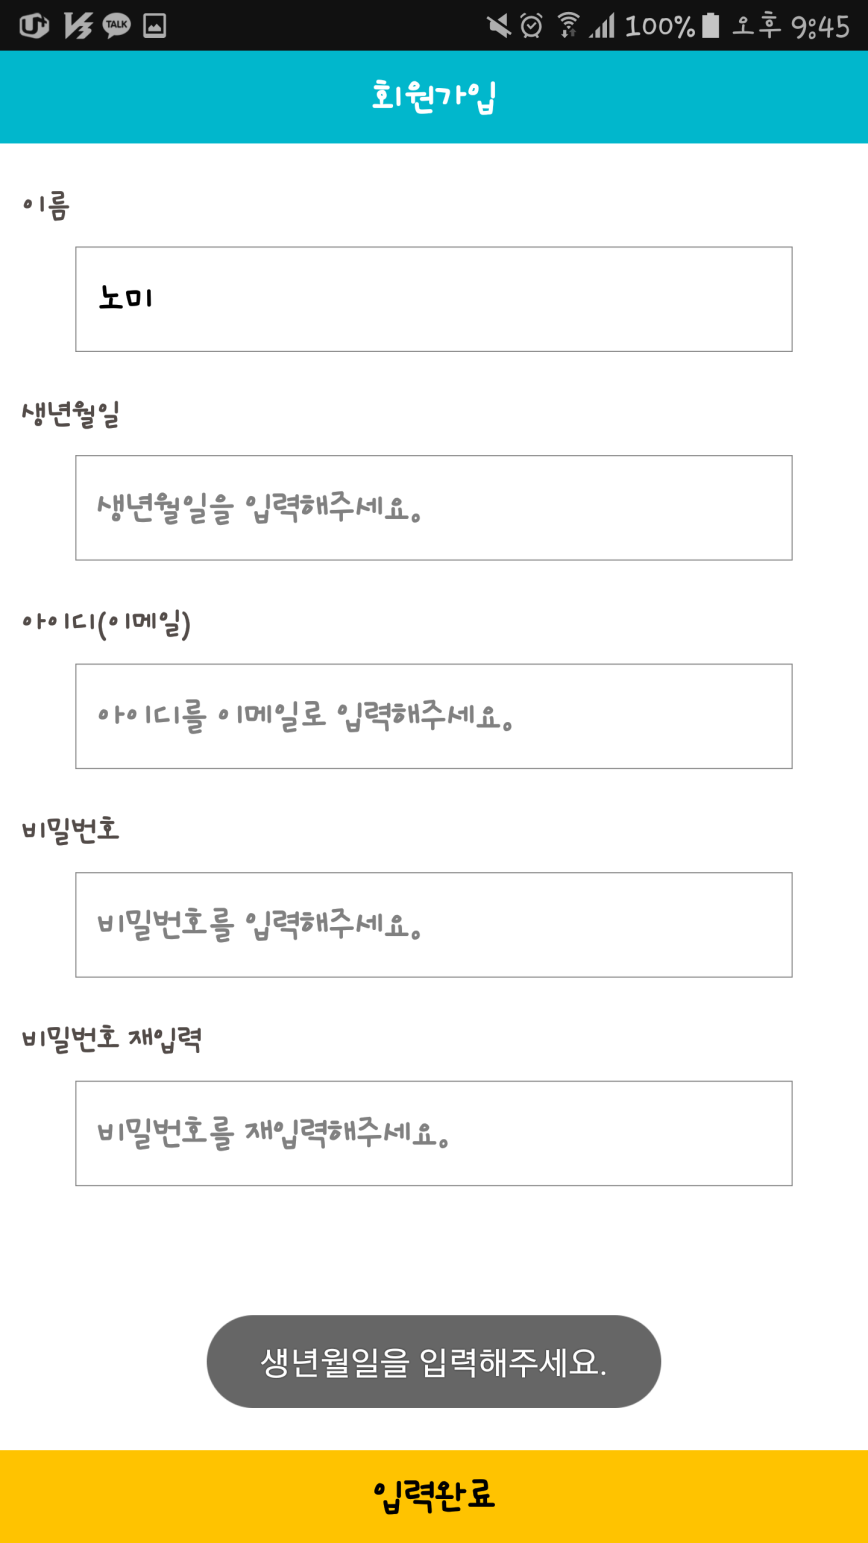 TALK 100% 오후 9:45
회원가입
이름
노미
생년월일
생년월일을 입력해주세요.
아이디(이메일)
아이디를 이메일로 입력해주세요.
비밀번호
비밀번호를 입력해주세요.
비밀번호 재입력
비밀번호를 재입력해주세요.
생년월일을 입력해주세요.
입력완료